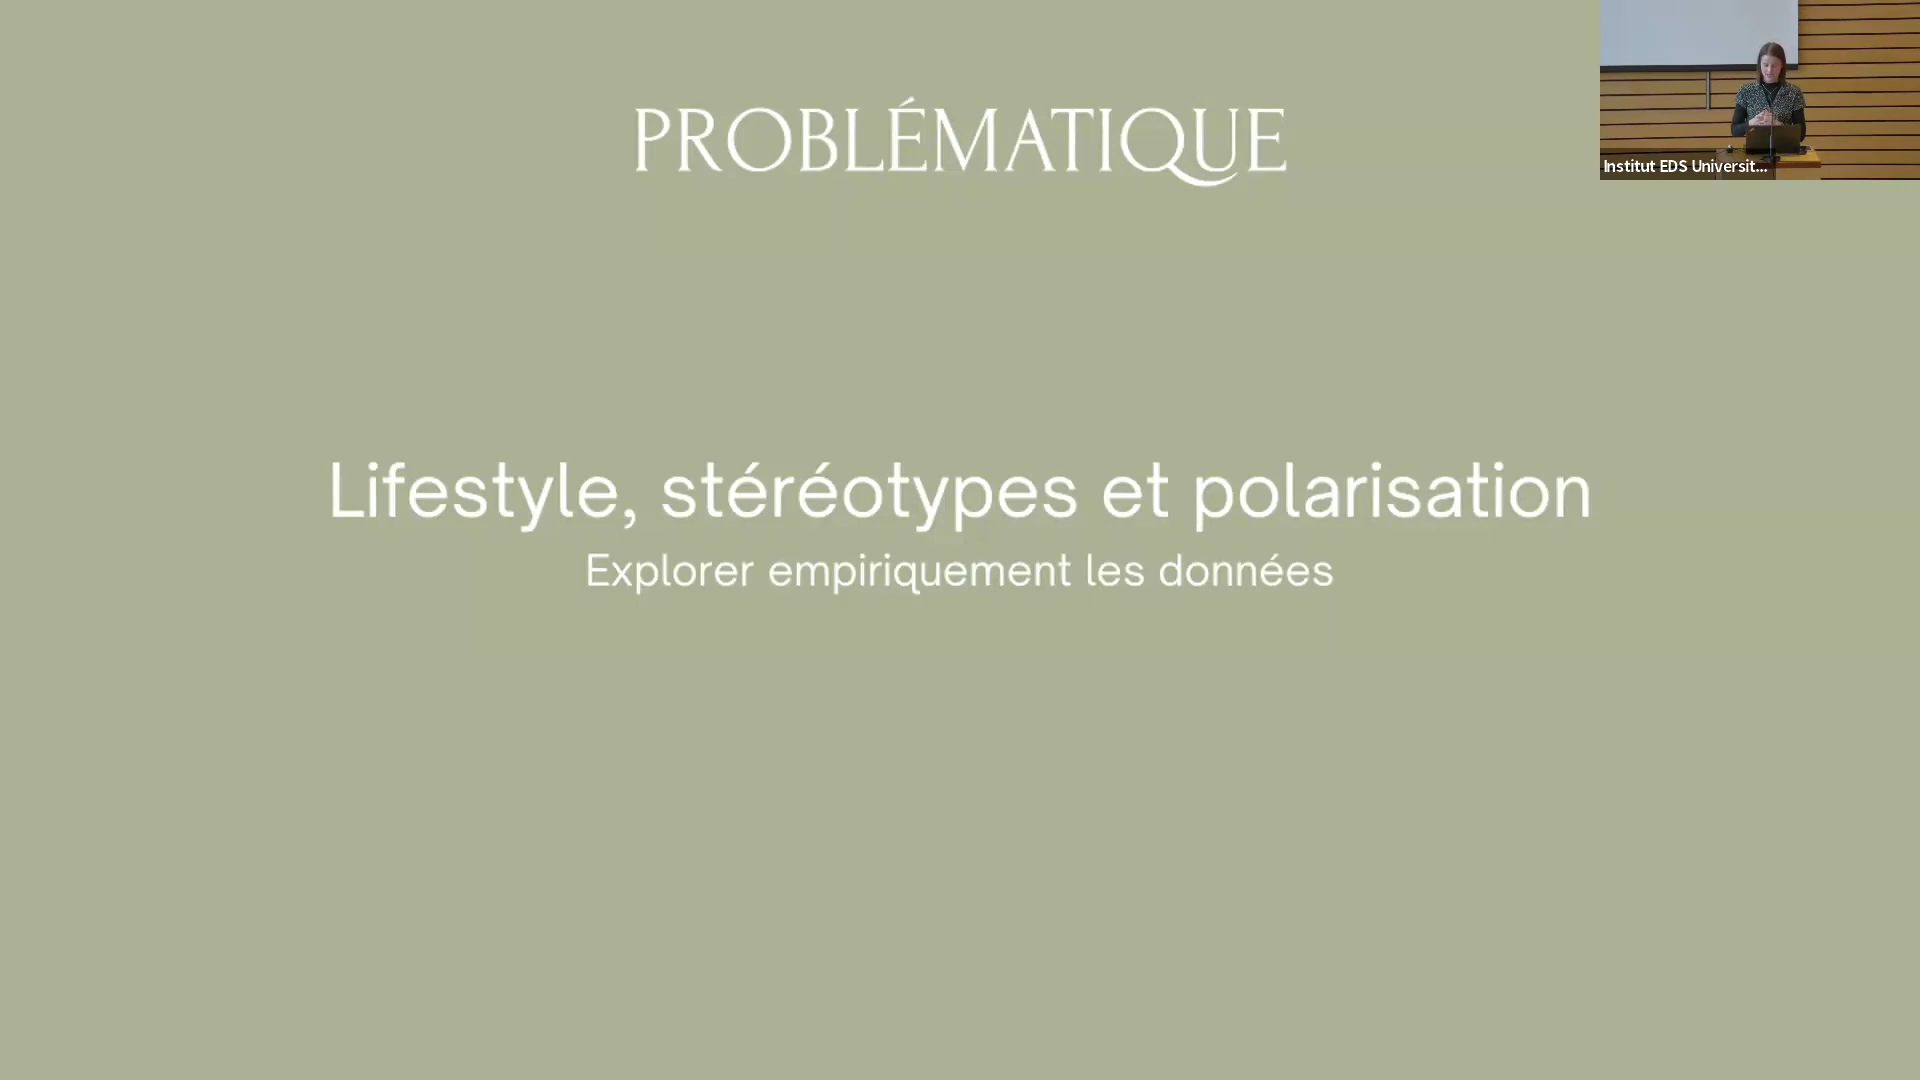 PROBLÉMATIQUE
Lifestyle, stéréotypes et polarisation
Explorer empiriquement les données
Institut EDS Universit...